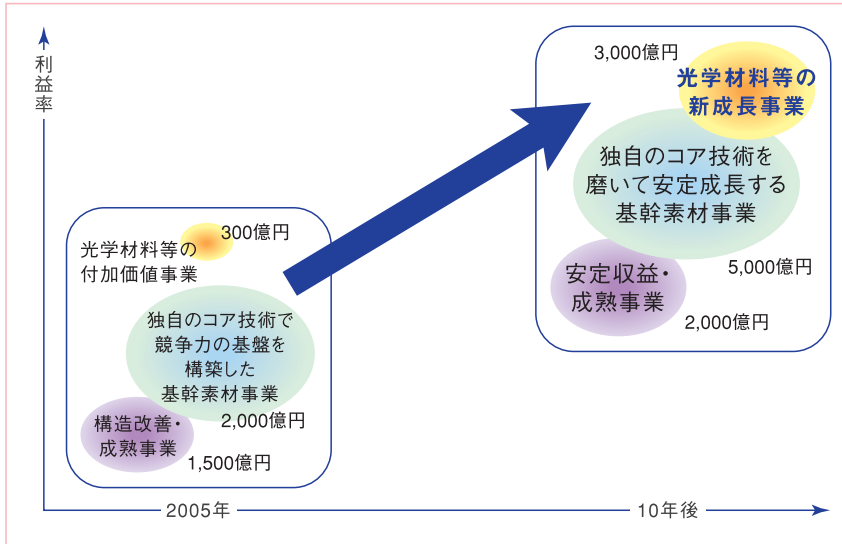 利益率
3,000億円
光学材料等の
新成長事業
独自のコア技術を
磨いて安定成長する
基幹素材事業
5,000億円
安定収益・
成熟事業
2,000億円
300億円
光学材料等の
付加価値事業
独自のコア技術で
競争力の基盤を
構築した
基幹素材事業
2,000億円
構造改善・
成熟事業
1,500億円
2005年
10年後